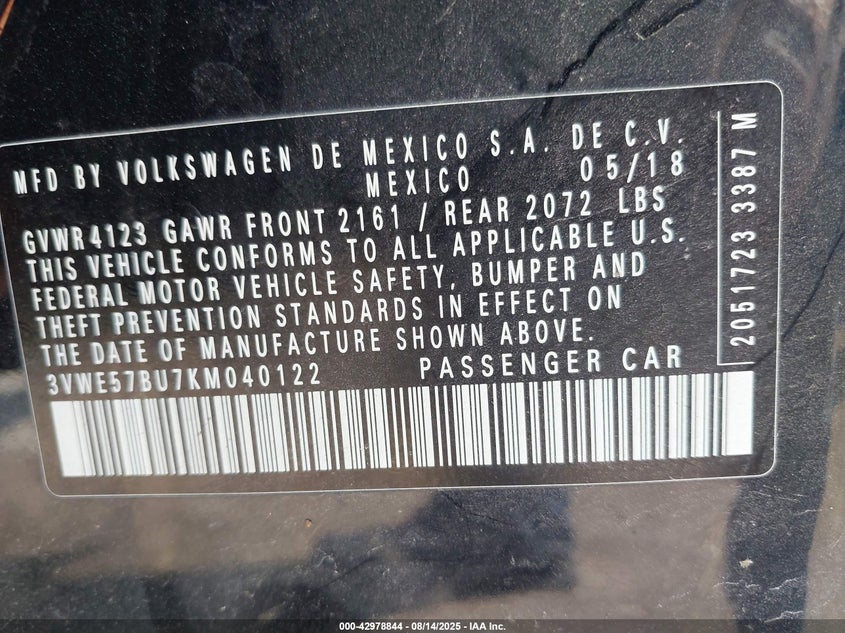 MFD BY VOLKSWAGEN DE MEXICO S.A. DE C.V.
MEXICO 05/18
GVWR4123 GAWR FRONT 2161 / REAR 2072 LBS
THIS VEHICLE CONFORMS TO ALL APPLICABLE U.S.
FEDERAL MOTOR VEHICLE SAFETY, BUMPER AND
THEFT PREVENTION STANDARDS IN EFFECT ON
THE DATE OF MANUFACTURE SHOWN ABOVE.
3VWE57BU7KM040122 PASSENGER CAR
2051723 3387 M
000-42978844 - 08/14/2025 - IAA Inc.